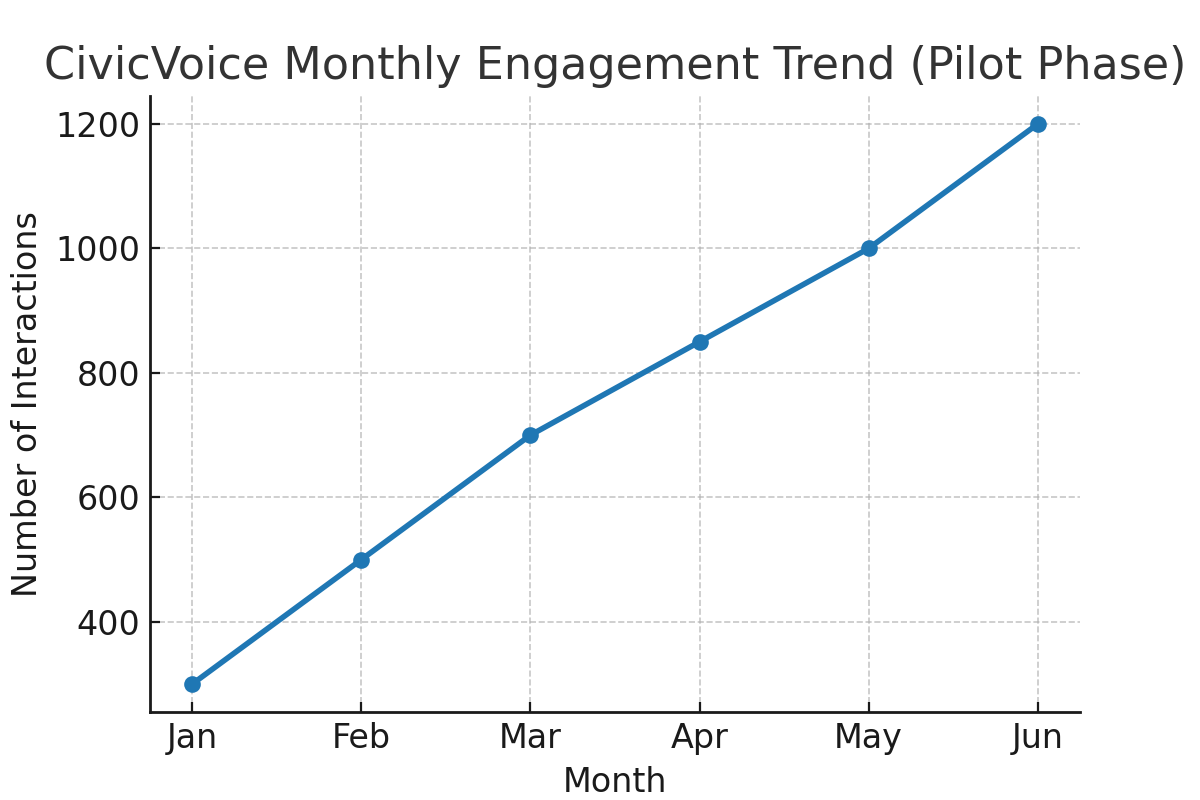 CivicVoice Monthly Engagement Trend (Pilot Phase)
1200
1000
800
600
400
Number of Interactions
Jan Feb Mar Apr May Jun
Month